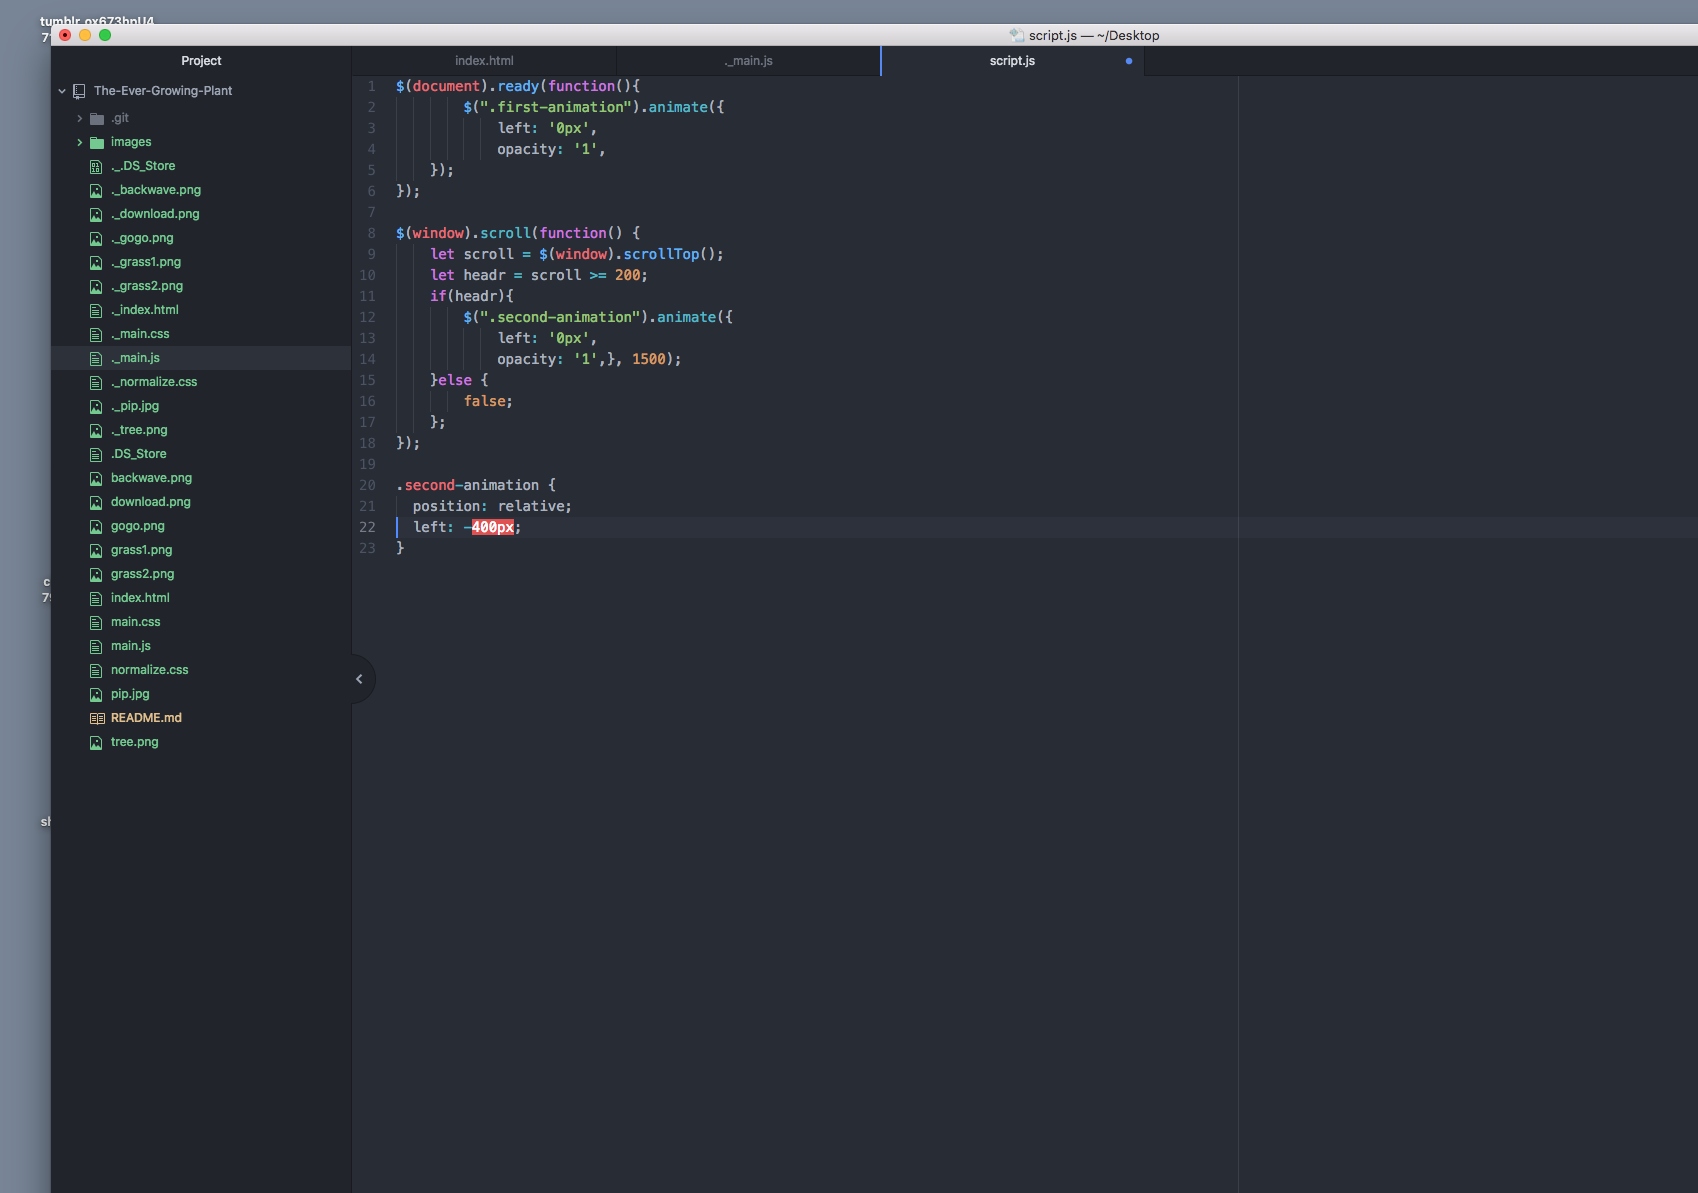 tumblr_ox673hpU4
script.js — ~/Desktop
Project
index.html
._main.js
script.js
The-Ever-Growing-Plant
.git
images
._.DS_Store
._backwave.png
._download.png
._gogo.png
._grass1.png
._grass2.png
._index.html
._main.css
._main.js
._normalize.css
._pip.jpg
._tree.png
.DS_Store
backwave.png
download.png
gogo.png
grass1.png
grass2.png
index.html
main.css
main.js
normalize.css
pip.jpg
README.md
tree.png
1 $(document).ready(function(){
2 $(".first-animation").animate({
3 left: '0px',
4 opacity: '1',
5 });
6 });
7
8 $(window).scroll(function() {
9 let scroll = $(window).scrollTop();
10 let headr = scroll >= 200;
11 if(headr){
12 $(".second-animation").animate({
13 left: '0px',
14 opacity: '1',}, 1500);
15 }else {
16 false;
17 };
18 });
19
20 .second-animation {
21 position: relative;
22 left: -400px;
23 }